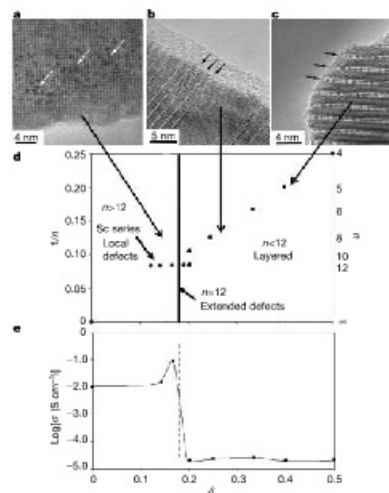 a
b
c
4 nm
5 nm
4 nm
d
0.25
0.20
0.15
0.10
0.05
0
1/n
n>12
Sc series
Local
defects
n=12
Extended defects
n<12
Layered
4
5
6
8
10
12
∞
n
e
0
-1.0
-2.0
-3.0
-4.0
-5.0
Log[σ (S cm⁻¹)]
0
0.1
0.2
0.3
0.4
0.5
δ